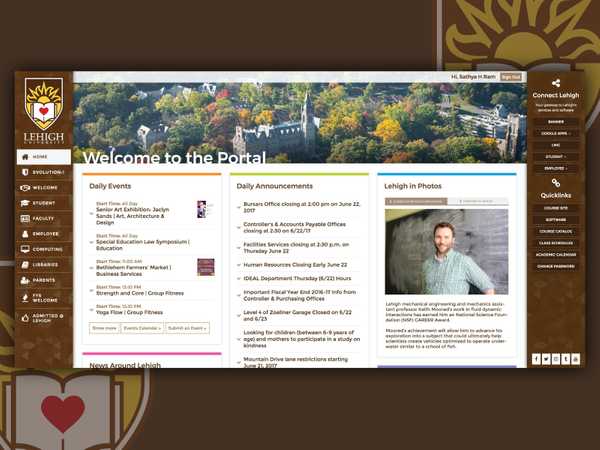 LEHIGH
UNIVERSITY
HOME
EVOLUTION
WELCOME
STUDENT
FACULTY
EMPLOYEE
COMPUTING
LIBRARIES
PARENTS
FYE
WELCOME
ADMITTED @
LEHIGH
Hi, Sathya H Ram
Sign Out
Welcome to the Portal
Daily Events
Start Time: All Day
Senior Art Exhibition: Jaclyn
Sands | Art, Architecture &
Design
Start Time: All Day
Special Education Law Symposium |
Education
Start Time: 11:00 AM
Bethlehem Farmers' Market |
Business Services
Start Time: 12:10 PM
Strength and Core | Group Fitness
Start Time: 12:10 PM
Yoga Flow | Group Fitness
Show more
Events Calendar »
Submit an Event »
News Around Lehigh
Daily Announcements
Bursars Office closing at 2:00 pm on June 22,
2017
Controller's & Accounts Payable Offices
closing at 2:30 on 6/22/17
Facilities Services closing at 2:30 p.m. on
Thursday June 22
Human Resources Closing Early June 22
IDEAL Department Thursday (6/22) Hours
Important Fiscal Year End 2016-17 Info from
Controller & Purchasing Offices
Level 4 of Zoellner Garage Closed on 6/22
and 6/23
Looking for children (between 6-9 years of
age) and mothers to participate in a study on
kindness
Mountain Drive lane restrictions starting
June 21, 2017
Lehigh in Photos
Lehigh mechanical engineering and mechanics assis-
tant professor Keith Moored's work in fluid dynamic
interactions has earned him an National Science Foun-
dation (NSF) CAREER Award.
Moored's achievement will help him to advance his
exploration into a subject that could ultimately help
scientists create vehicles optimised to operate under-
water similar to a school of fish.
Connect Lehigh
Your gateway to Lehigh's
services and software
BANNER
GOOGLE APPS
LINC
STUDENT
EMPLOYEE
Quicklinks
COURSE SITE
SOFTWARE
COURSE CATALOG
CLASS SCHEDULES
ACADEMIC CALENDAR
CHANGE PASSWORD